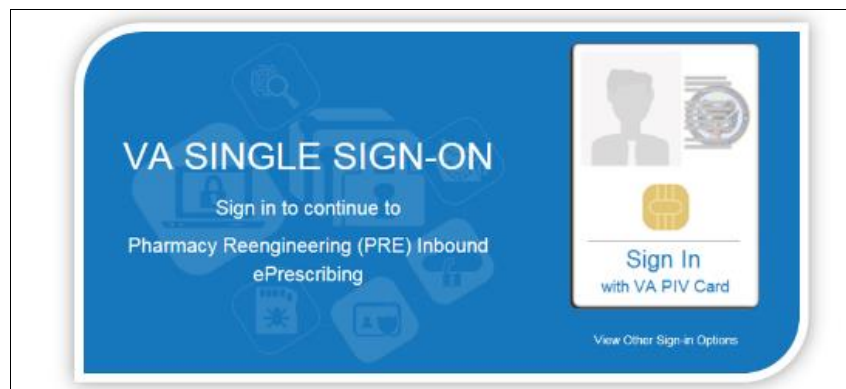 VA SINGLE SIGN-ON
Sign in to continue to
Pharmacy Reengineering (PRE) Inbound
ePrescribing
Sign In
with VA PIV Card
View Other Sign-in Options